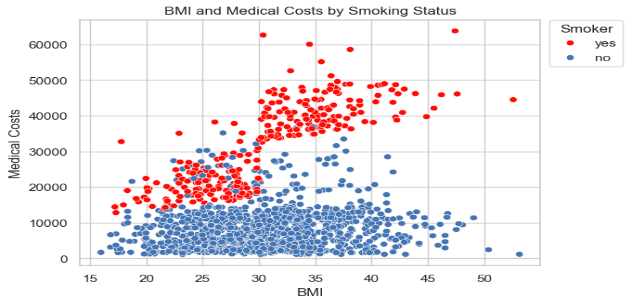 BMI and Medical Costs by Smoking Status
Smoker
yes
no
Medical Costs
60000
50000
40000
30000
20000
10000
0
15 20 25 30 35 40 45 50
BMI